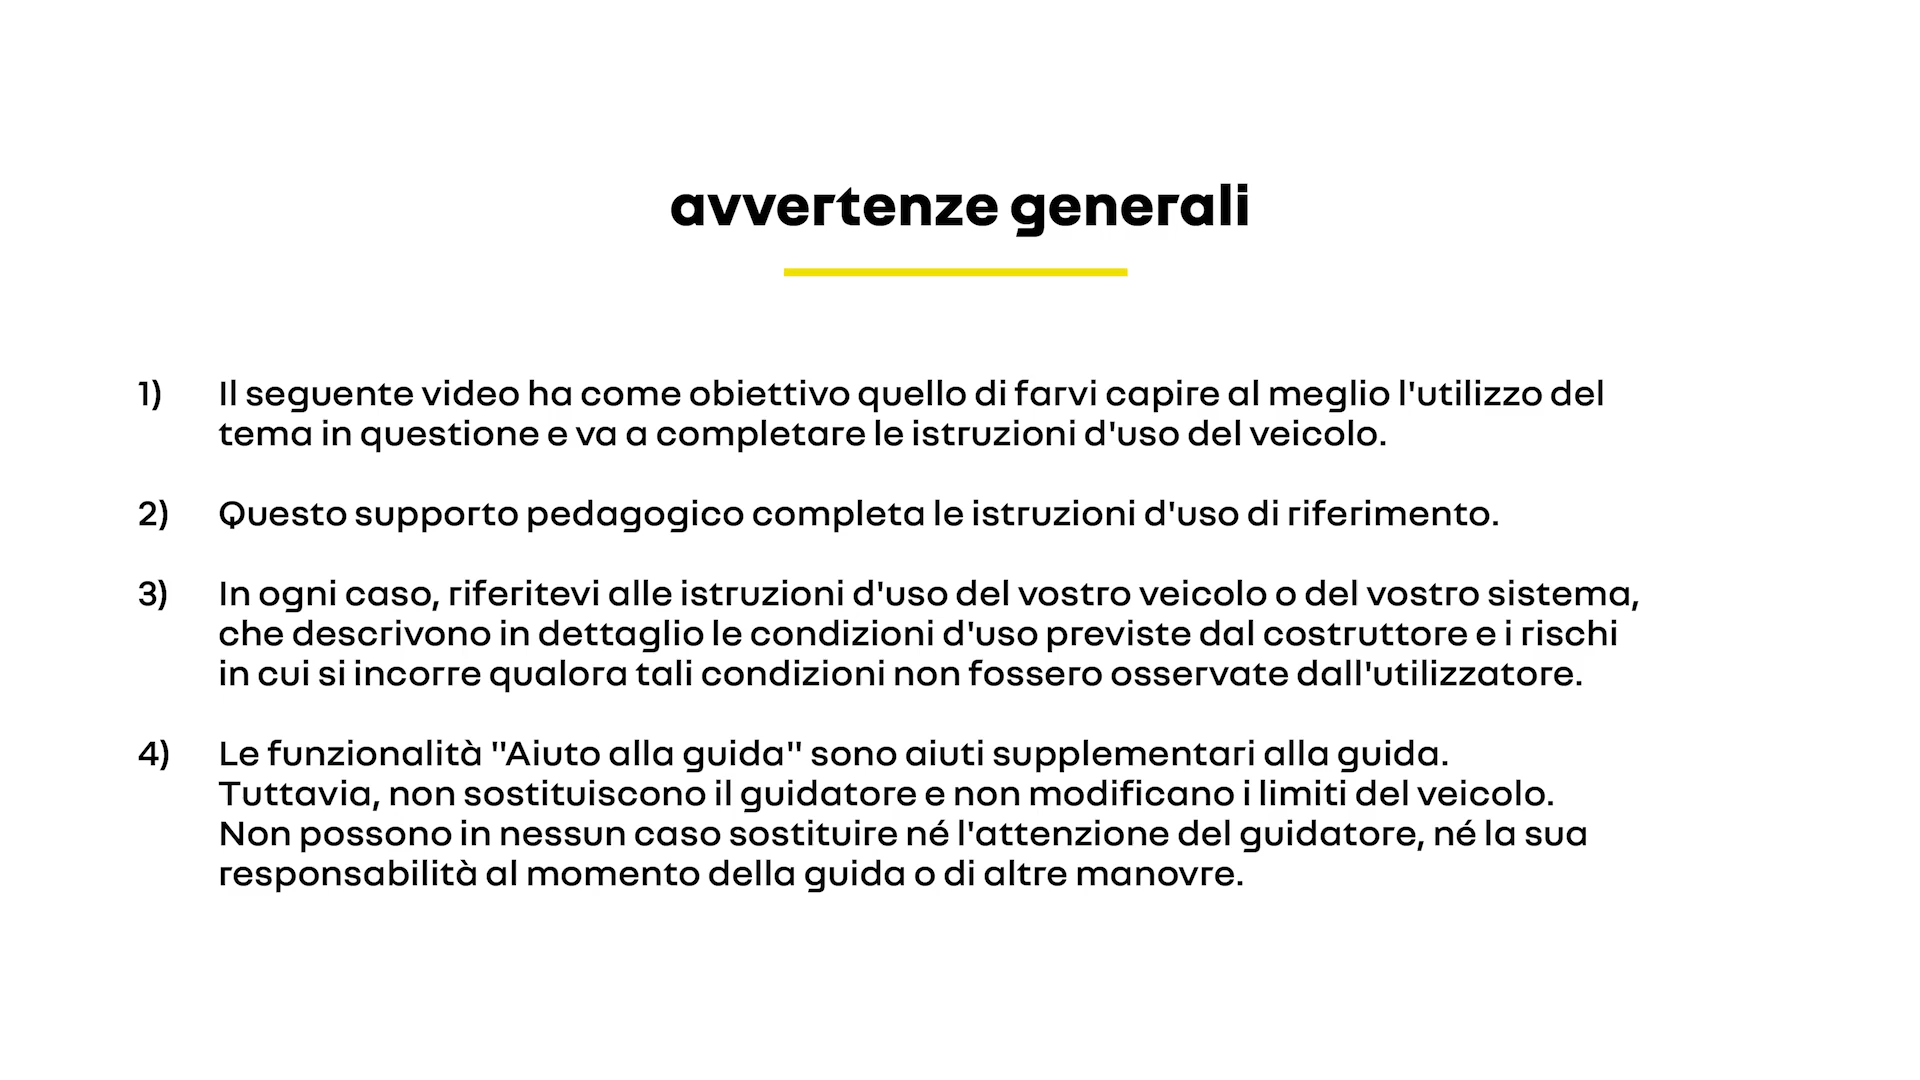 avvertenze generali
1) Il seguente video ha come obiettivo quello di farvi capire al meglio l'utilizzo del
tema in questione e va a completare le istruzioni d'uso del veicolo.
2) Questo supporto pedagogico completa le istruzioni d'uso di riferimento.
3) In ogni caso, riferitevi alle istruzioni d'uso del vostro veicolo o del vostro sistema,
che descrivono in dettaglio le condizioni d'uso previste dal costruttore e i rischi
in cui si incorre qualora tali condizioni non fossero osservate dall'utilizzatore.
4) Le funzionalità "Aiuto alla guida" sono aiuti supplementari alla guida.
Tuttavia, non sostituiscono il guidatore e non modificano i limiti del veicolo.
Non possono in nessun caso sostituire né l'attenzione del guidatore, né la sua
responsabilità al momento della guida o di altre manovre.